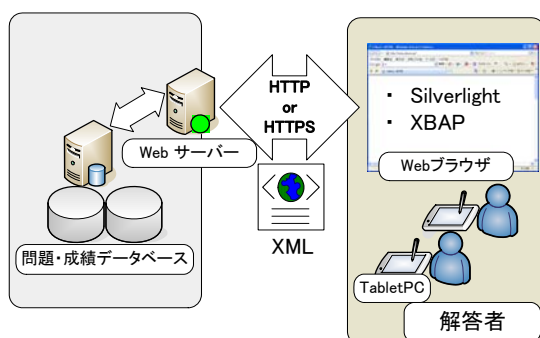 HTTP
or
HTTPS
・ Silverlight
・ XBAP
Web サーバー
Webブラウザ
問題・成績データベース
XML
TabletPC
解答者